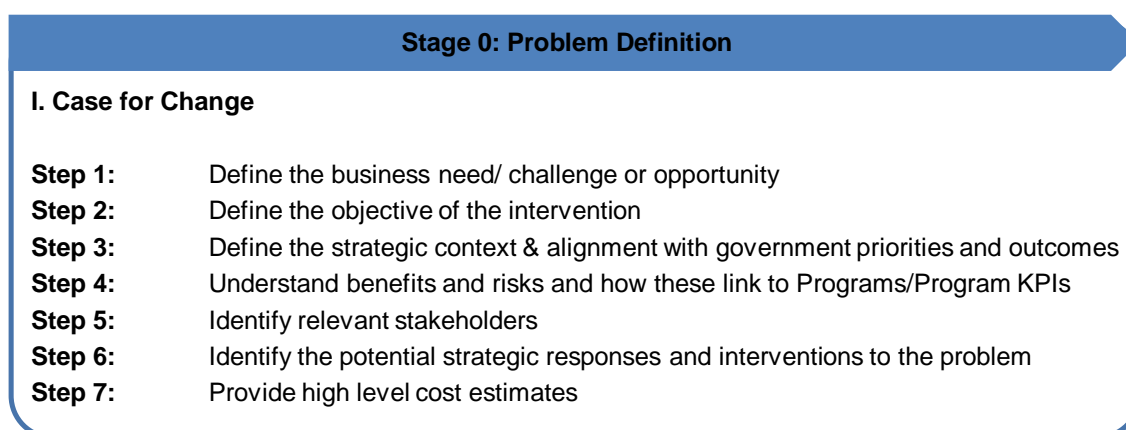 Stage 0: Problem Definition
I. Case for Change
Step 1: Define the business need/ challenge or opportunity
Step 2: Define the objective of the intervention
Step 3: Define the strategic context & alignment with government priorities and outcomes
Step 4: Understand benefits and risks and how these link to Programs/Program KPIs
Step 5: Identify relevant stakeholders
Step 6: Identify the potential strategic responses and interventions to the problem
Step 7: Provide high level cost estimates